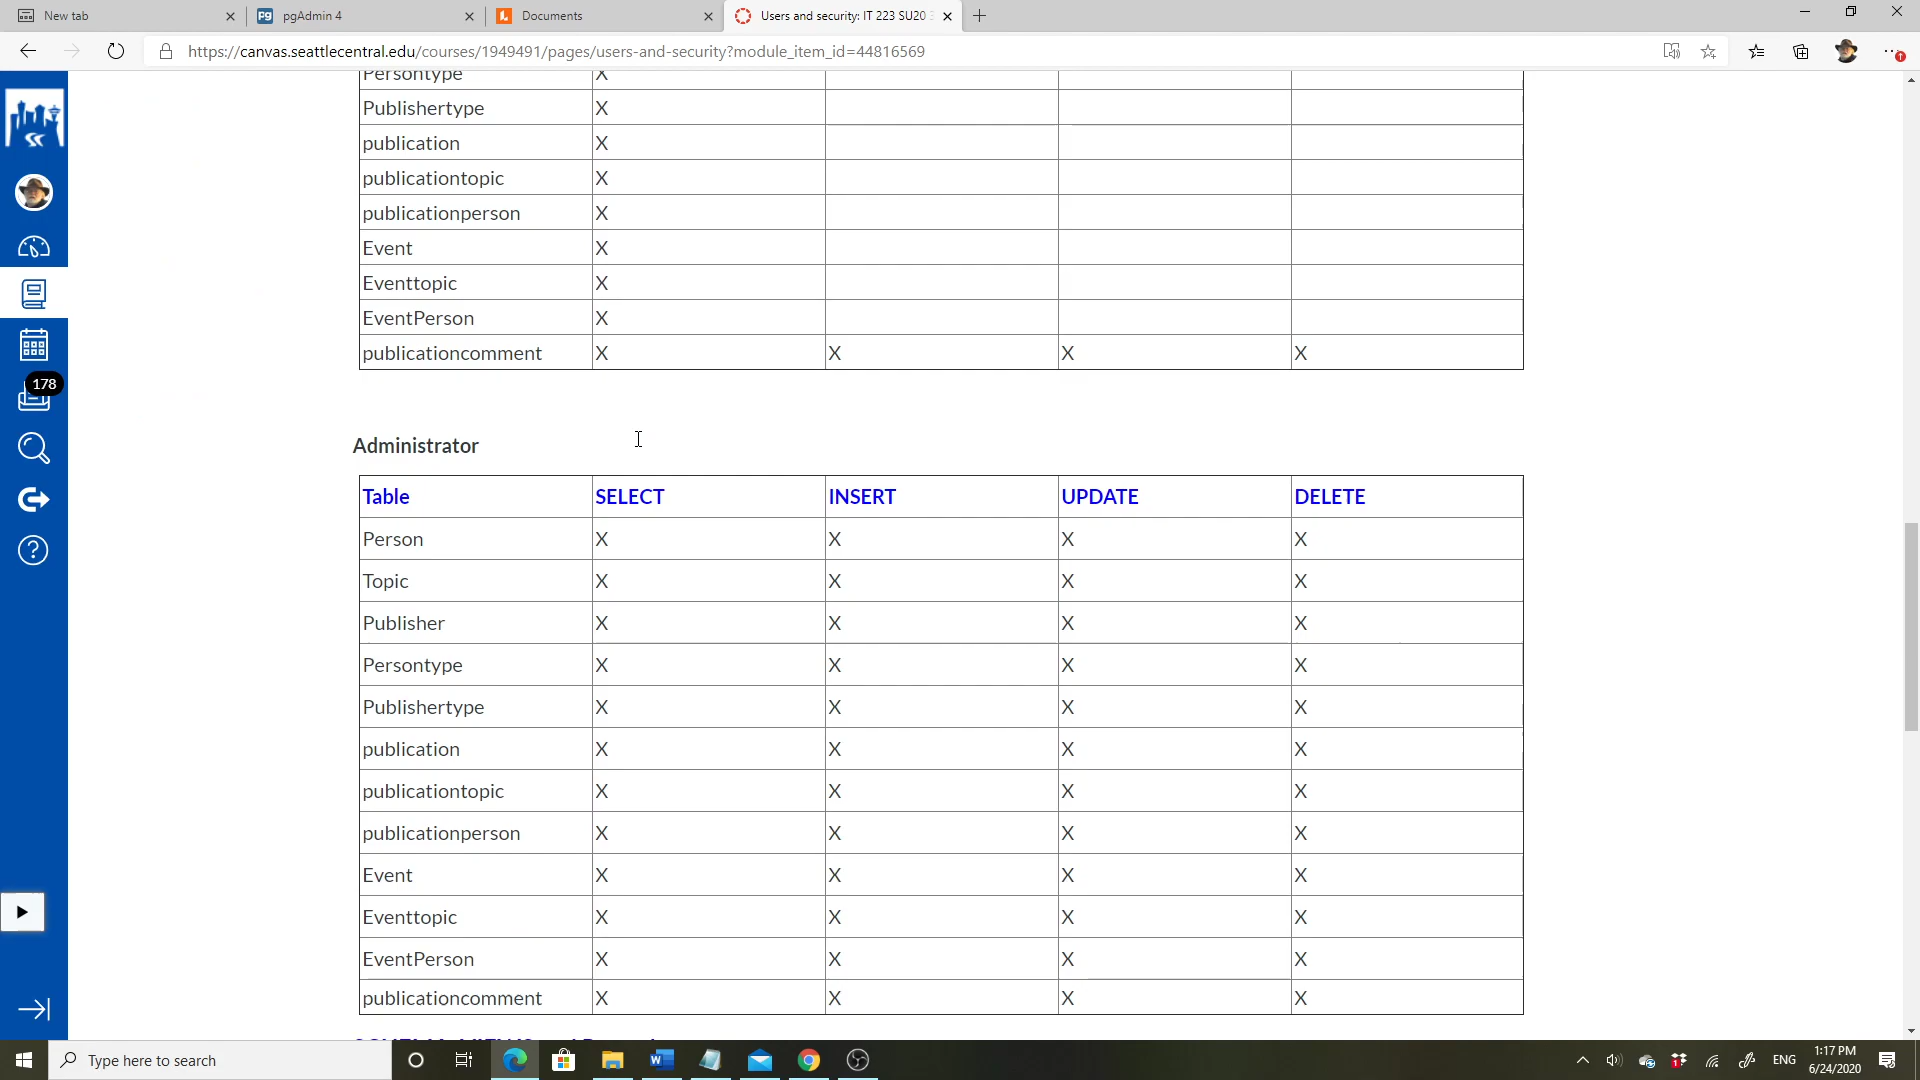 New tab
pgAdmin 4
Documents
Users and security: IT 223 SU20
https://canvas.seattlecentral.edu/courses/1949491/pages/users-and-security?module_item_id=44816569
Persontype X
Publishertype X
publication X
publicationtopic X
publicationperson X
Event X
Eventtopic X
EventPerson X
publicationcomment X X X X
178
Administrator
Table SELECT INSERT UPDATE DELETE
Person X X X X
Topic X X X X
Publisher X X X X
Persontype X X X X
Publishertype X X X X
publication X X X X
publicationtopic X X X X
publicationperson X X X X
Event X X X X
Eventtopic X X X X
EventPerson X X X X
publicationcomment X X X X
Type here to search
ENG
1:17 PM
6/24/2020